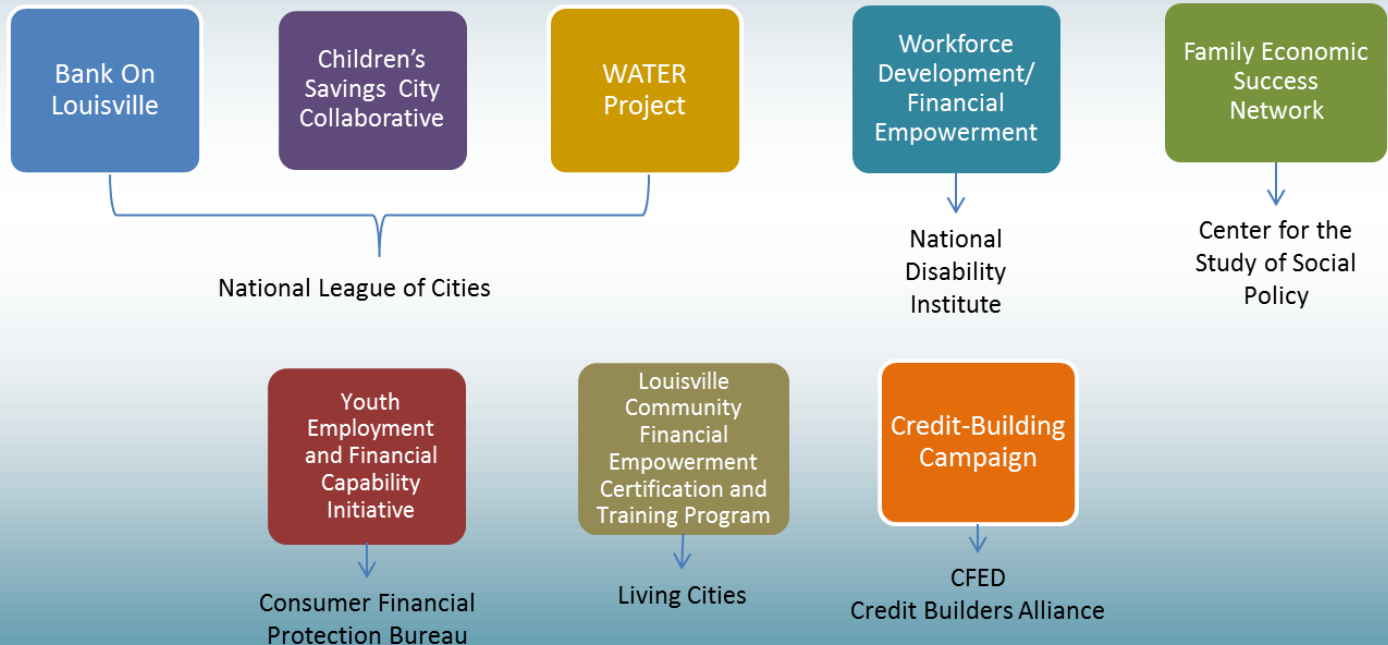 Bank On
Louisville
Children's
Savings City
Collaborative
WATER
Project
Workforce
Development/
Financial
Empowerment
Family Economic
Success
Network
National League of Cities
National
Disability
Institute
Center for the
Study of Social
Policy
Youth
Employment
and Financial
Capability
Initiative
Louisville
Community
Financial
Empowerment
Certification and
Training Program
Credit-Building
Campaign
Consumer Financial
Protection Bureau
Living Cities
CFED
Credit Builders Alliance